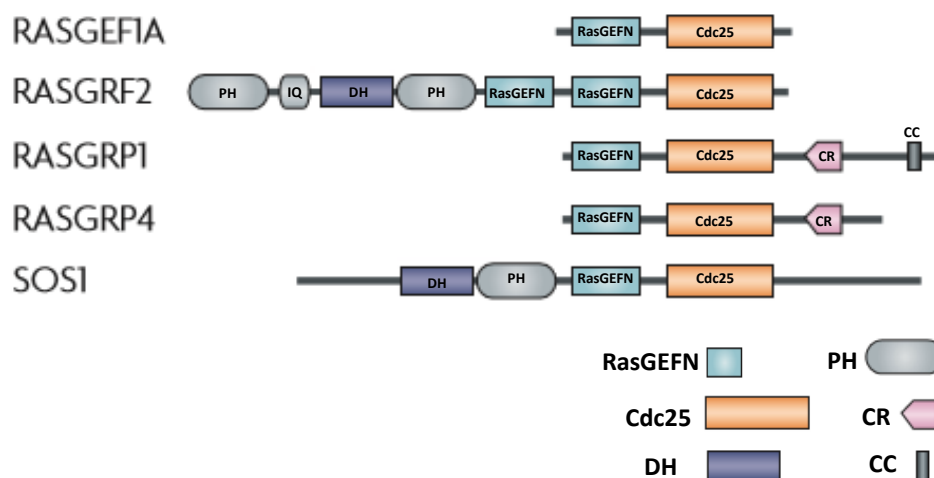 RASGEF1A RasGEFN Cdc25
RASGRF2 PH IQ DH PH RasGEFN RasGEFN Cdc25
CC
RASGRP1 RasGEFN Cdc25 CR
RASGRP4 RasGEFN Cdc25 CR
SOS1 DH PH RasGEFN Cdc25
RasGEFN PH
Cdc25 CR
DH CC